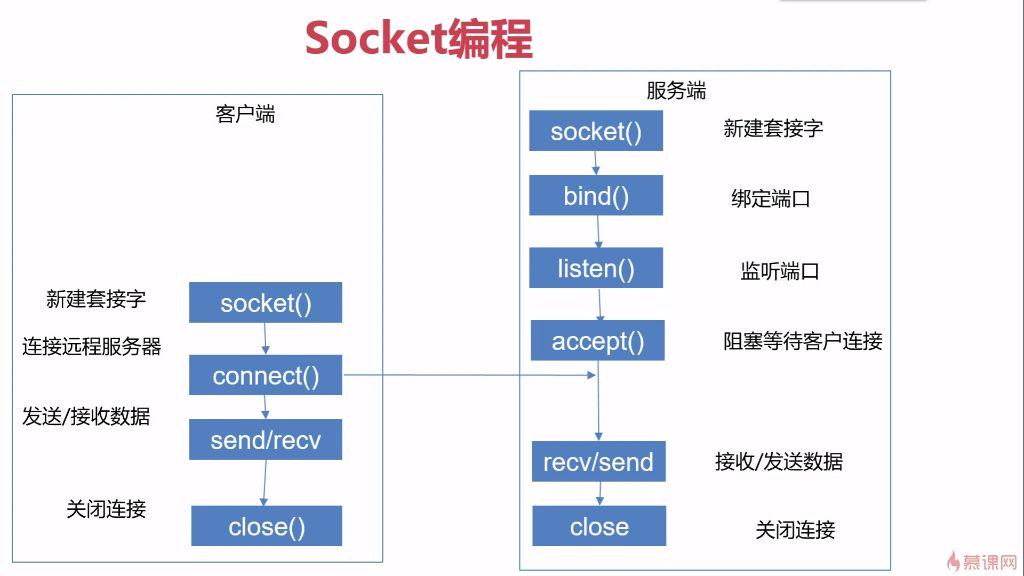 Socket编程
客户端
新建套接字
socket()
连接远程服务器
connect()
发送/接收数据
send/recv
关闭连接
close()
服务端
socket()
新建套接字
bind()
绑定端口
listen()
监听端口
accept()
阻塞等待客户连接
recv/send
接收/发送数据
close
关闭连接
慕课网